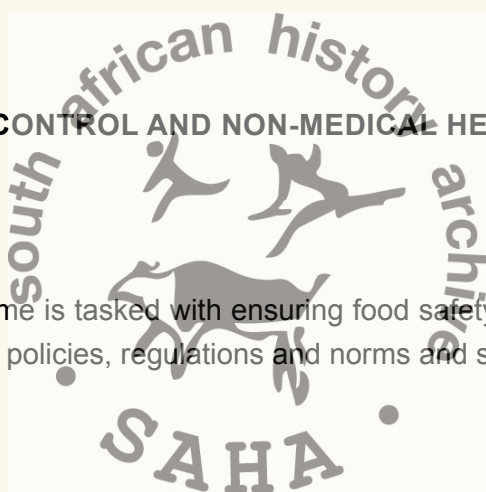 south african history archive
CONTROL AND NON-MEDICAL HE
me is tasked with ensuring food safety
policies, regulations and norms and s
SAHA